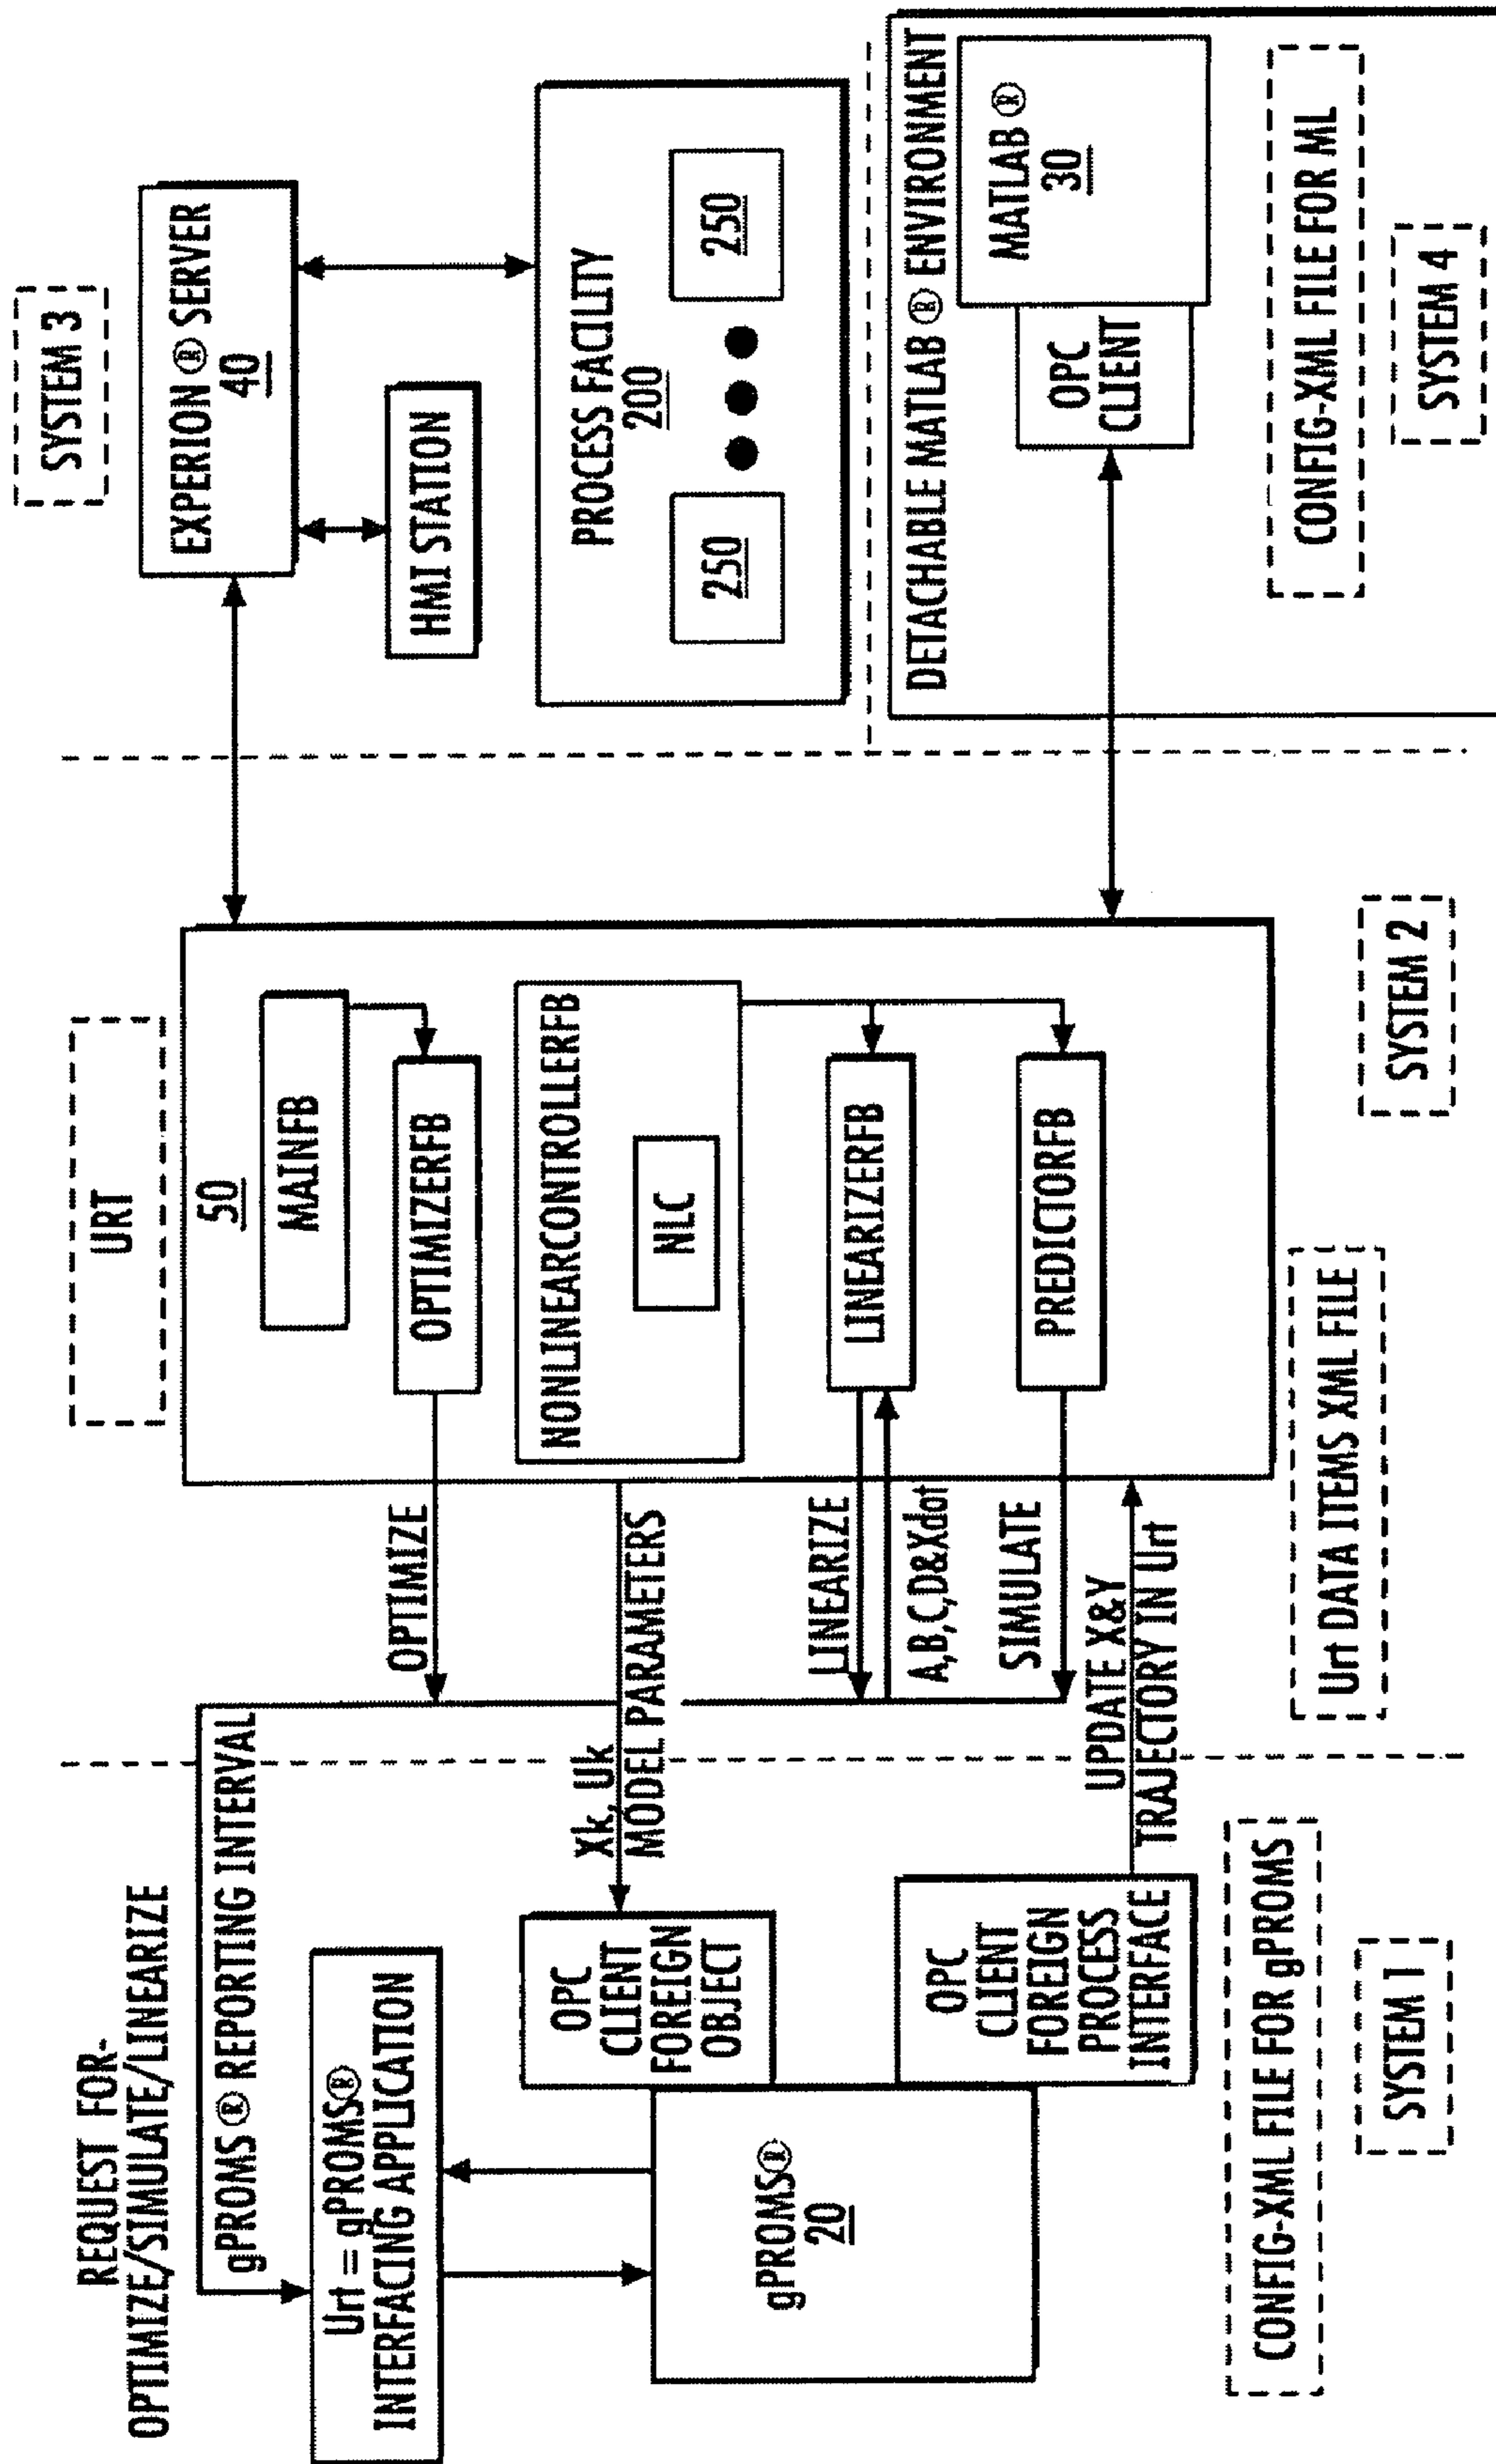 REQUEST FOR-
OPTIMIZE/SIMULATE/LINEARIZE
gPROMS® REPORTING INTERVAL
Urt = gPROMS®
INTERFACING APPLICATION
OPC
CLIENT
FOREIGN
OBJECT
gPROMS®
20
OPC
CLIENT
FOREIGN
PROCESS
INTERFACE
CONFIG-XML FILE FOR gPROMS
SYSTEM 1
OPTIMIZE
Xk, Uk
MODEL PARAMETERS
LINEARIZE
A,B,C,D&Xdot
SIMULATE
UPDATE X&Y
TRAJECTORY IN Urt
URT
50
MAINFB
OPTIMIZERFB
NONLINEARCONTROLLERFB
NLC
LINEARIZERFB
PREDICTORFB
Urt DATA ITEMS XML FILE
SYSTEM 2
SYSTEM 3
EXPERION® SERVER
40
HMI STATION
PROCESS FACILITY
200
250
250
DETACHABLE MATLAB® ENVIRONMENT
MATLAB®
30
OPC
CLIENT
CONFIG-XML FILE FOR ML
SYSTEM 4